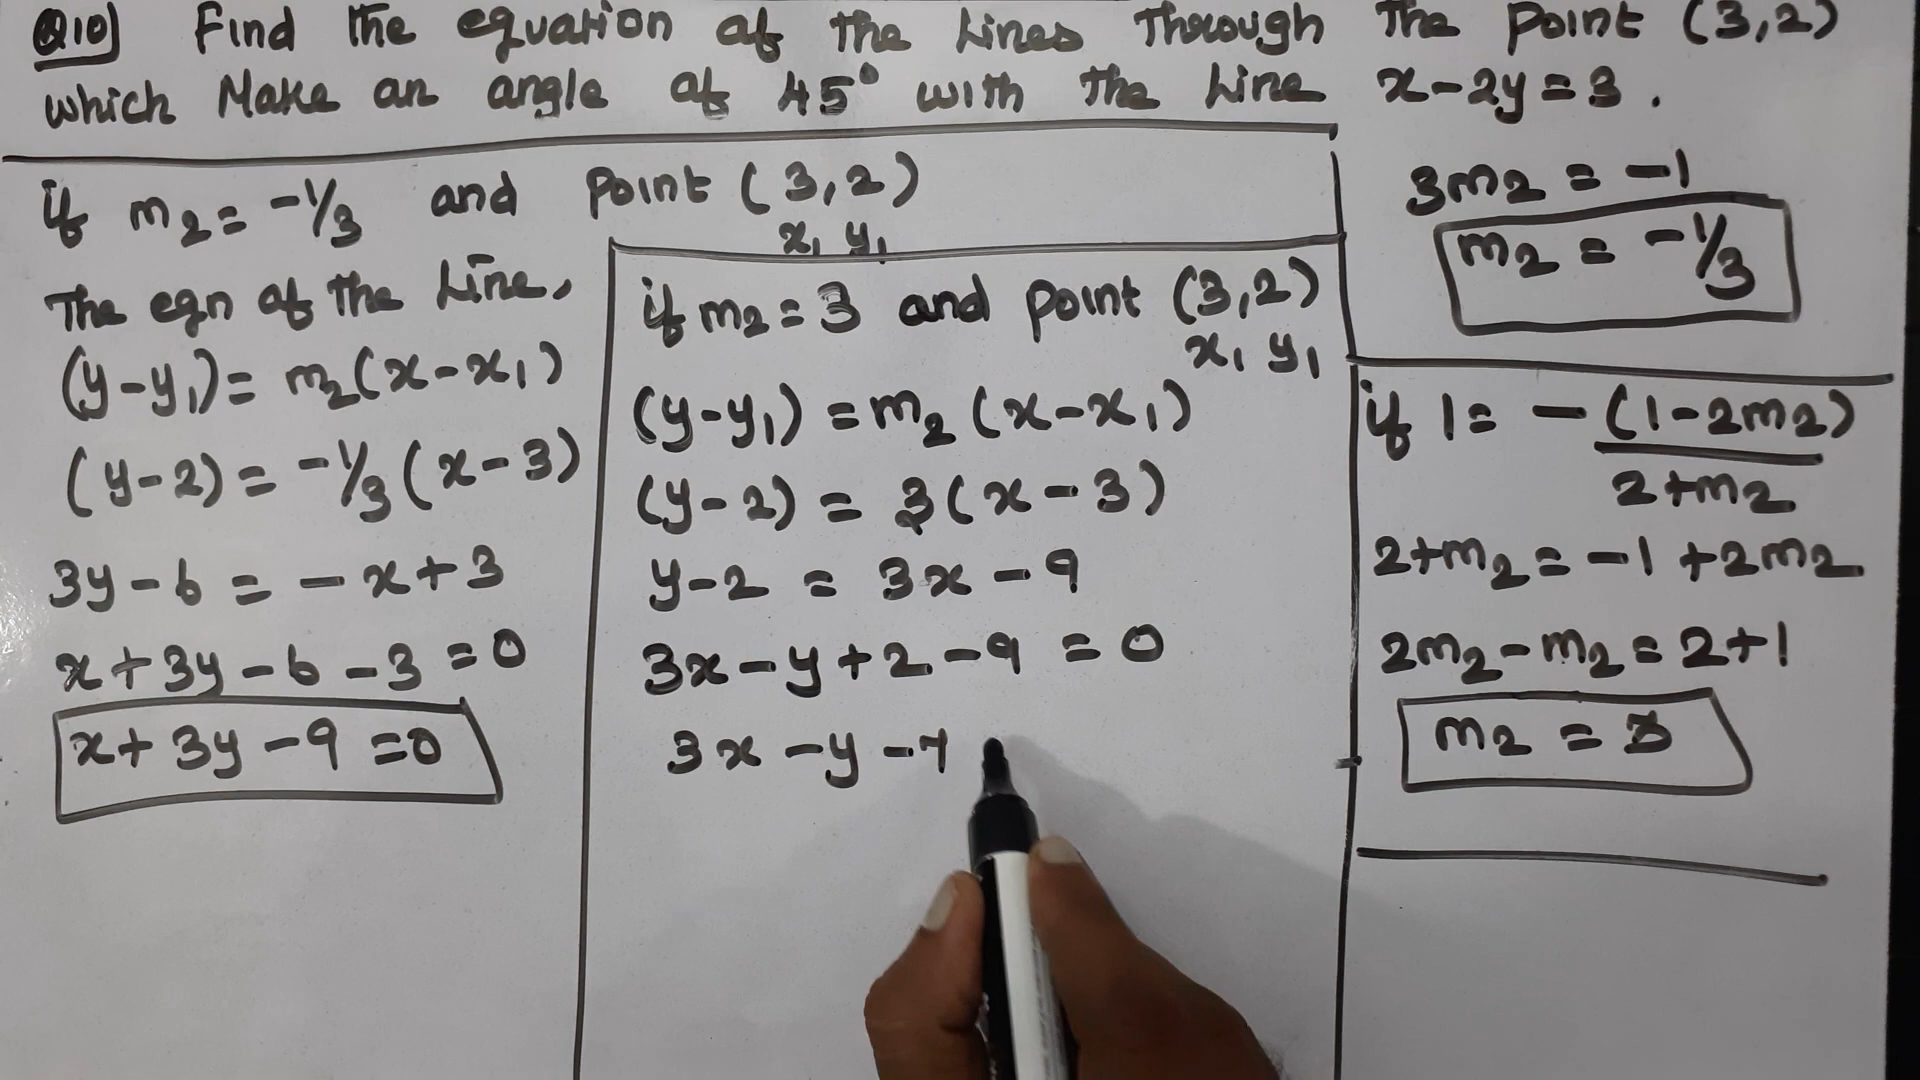 Q10) Find the equation of the Lines Through the point (3,2)
which Make an angle of 45° with the Line x-2y=3.
3m2 = -1
m2 = -1/3
if 1 = -(1-2m2)/2+m2
2+m2 = -1+2m2
2m2-m2 = 2+1
m2 = 3
if m2 = -1/3 and point (3,2)
x1 y1
The eqn of the Line,
(y-y1) = m2(x-x1)
(y-2) = -1/3(x-3)
3y-6 = -x+3
x+3y-6-3=0
x+3y-9=0
if m2=3 and point (3,2)
x1 y1
(y-y1) = m2(x-x1)
(y-2) = 3(x-3)
y-2 = 3x-9
3x-y+2-9=0
3x-y-7